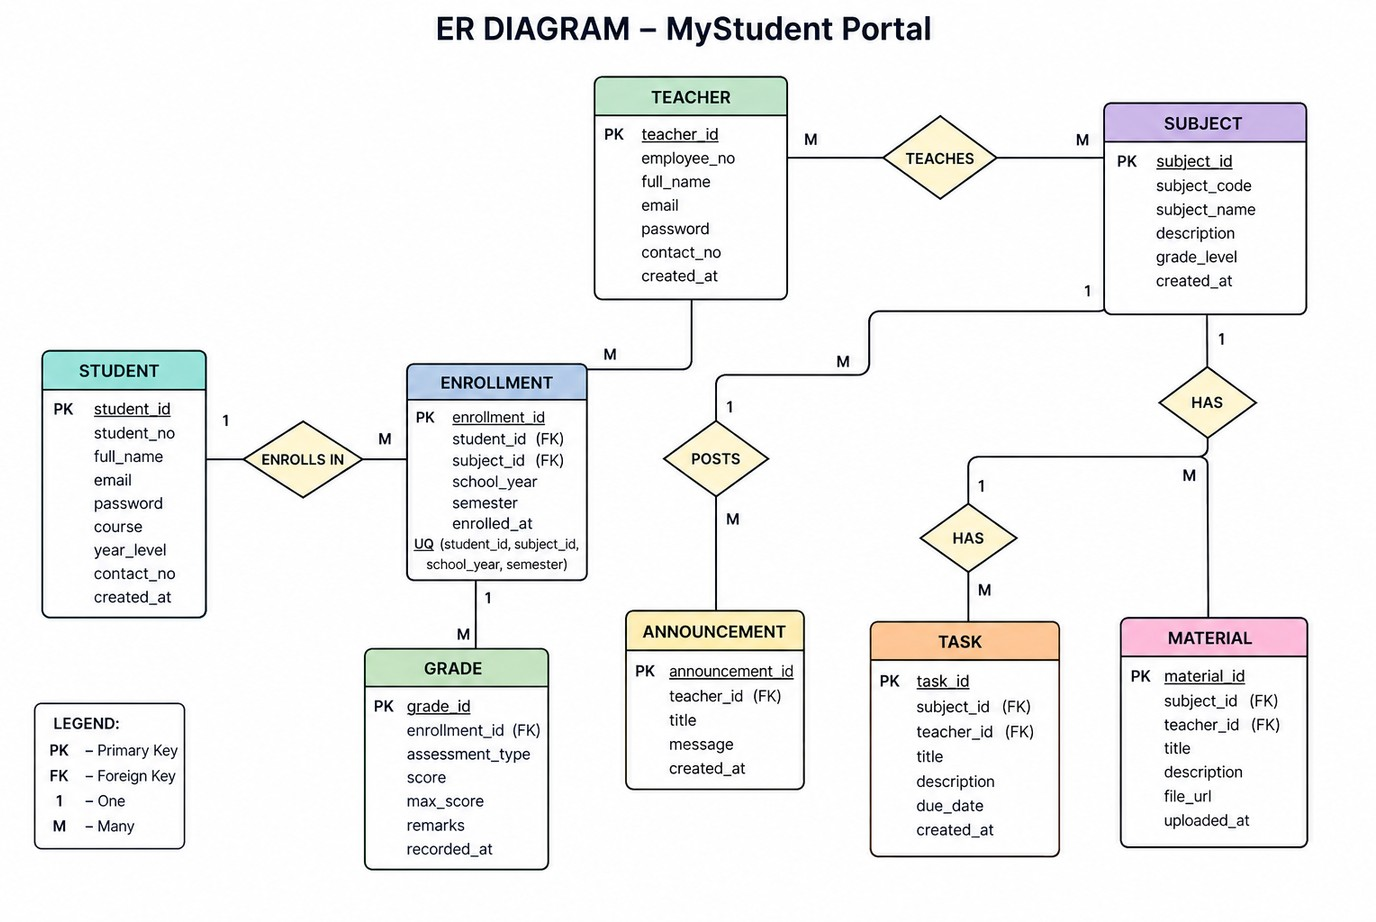 ER DIAGRAM – MyStudent Portal
TEACHER
PK teacher_id
employee_no
full_name
email
password
contact_no
created_at
M
TEACHES
M
SUBJECT
PK subject_id
subject_code
subject_name
description
grade_level
created_at
1
M
1
M
1
HAS
STUDENT
PK student_id
student_no
full_name
email
password
course
year_level
contact_no
created_at
1
ENROLLS IN
M
ENROLLMENT
PK enrollment_id
student_id (FK)
subject_id (FK)
school_year
semester
enrolled_at
UQ (student_id, subject_id,
school_year, semester)
1
M
POSTS
M
1
HAS
M
M
GRADE
PK grade_id
enrollment_id (FK)
assessment_type
score
max_score
remarks
recorded_at
ANNOUNCEMENT
PK announcement_id
teacher_id (FK)
title
message
created_at
TASK
PK task_id
subject_id (FK)
teacher_id (FK)
title
description
due_date
created_at
MATERIAL
PK material_id
subject_id (FK)
teacher_id (FK)
title
description
file_url
uploaded_at
LEGEND:
PK – Primary Key
FK – Foreign Key
1 – One
M – Many